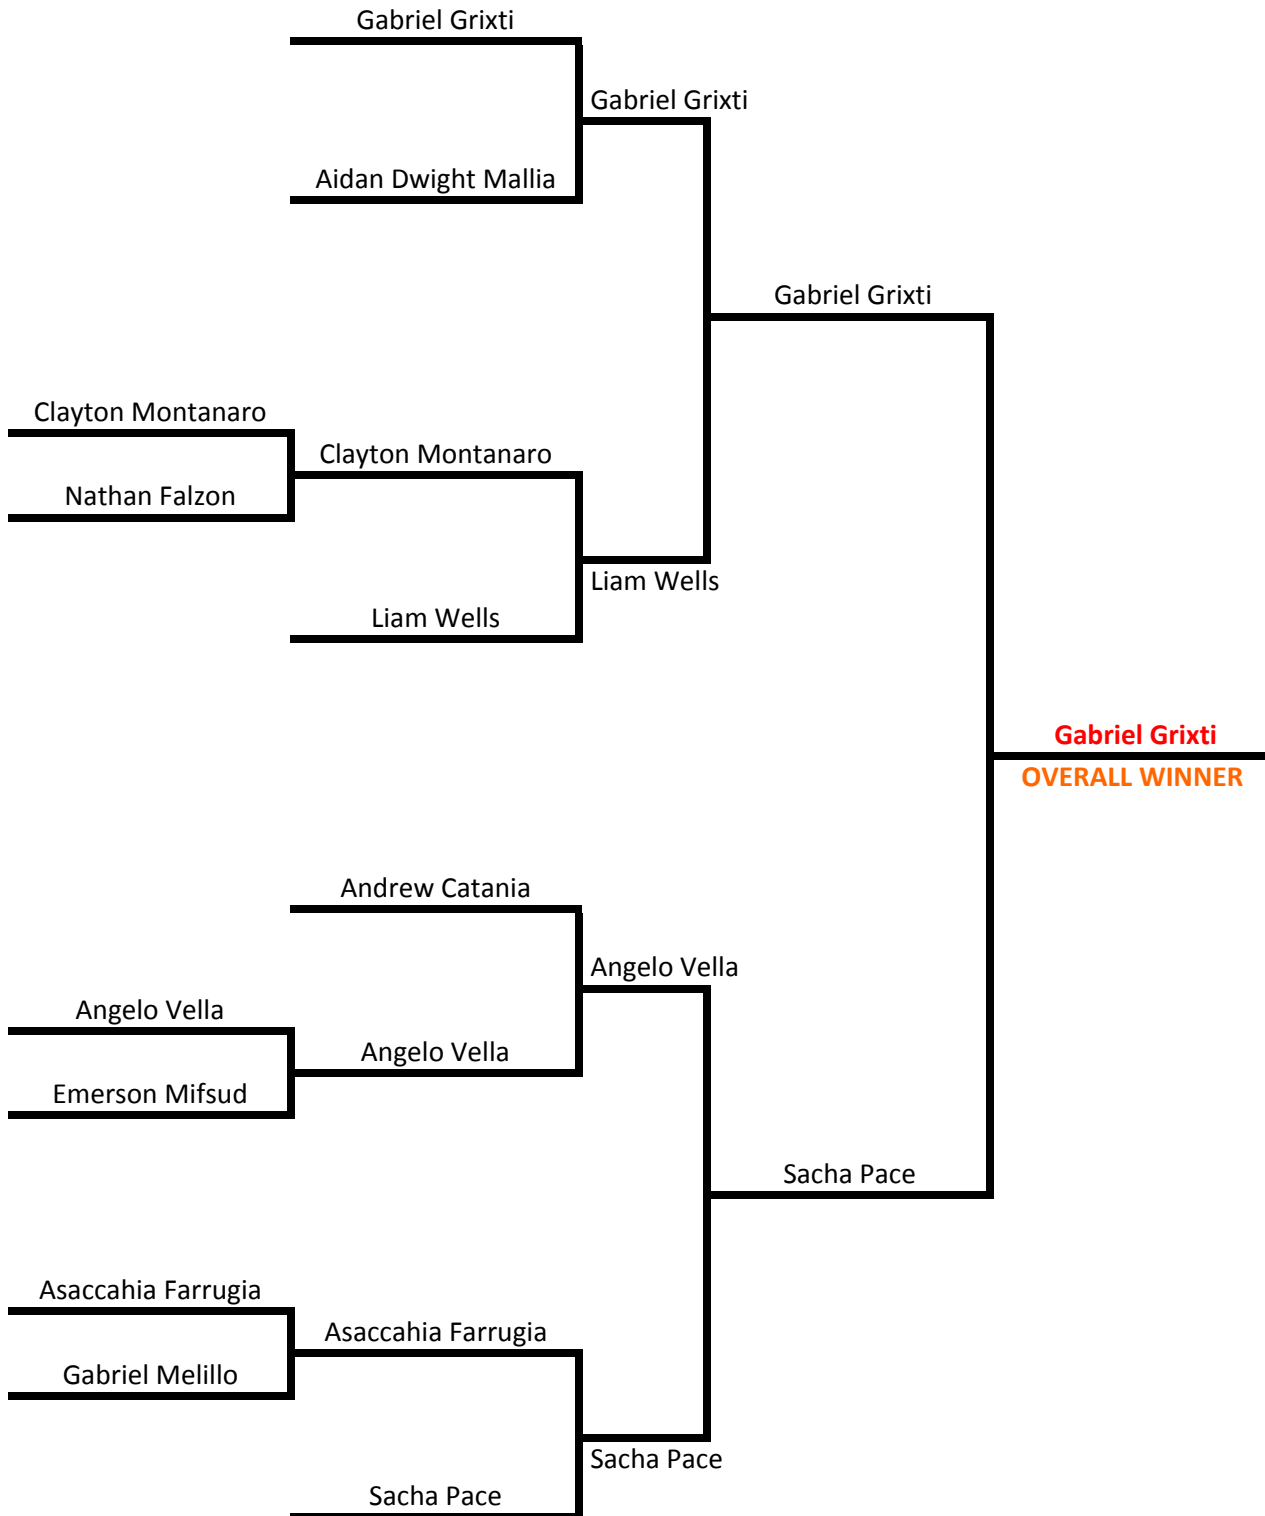 Gabriel Grixti
Gabriel Grixti
Aidan Dwight Mallia
Gabriel Grixti
Clayton Montanaro
Clayton Montanaro
Nathan Falzon
Liam Wells
Liam Wells
Gabriel Grixti
OVERALL WINNER
Andrew Catania
Angelo Vella
Angelo Vella
Angelo Vella
Emerson Mifsud
Sacha Pace
Asaccahia Farrugia
Asaccahia Farrugia
Gabriel Melillo
Sacha Pace
Sacha Pace